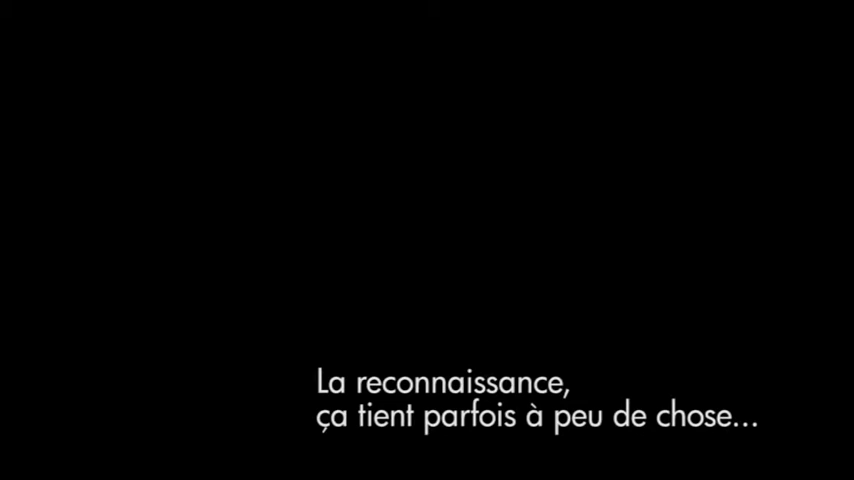 La reconnaissance,
ça tient parfois à peu de chose...